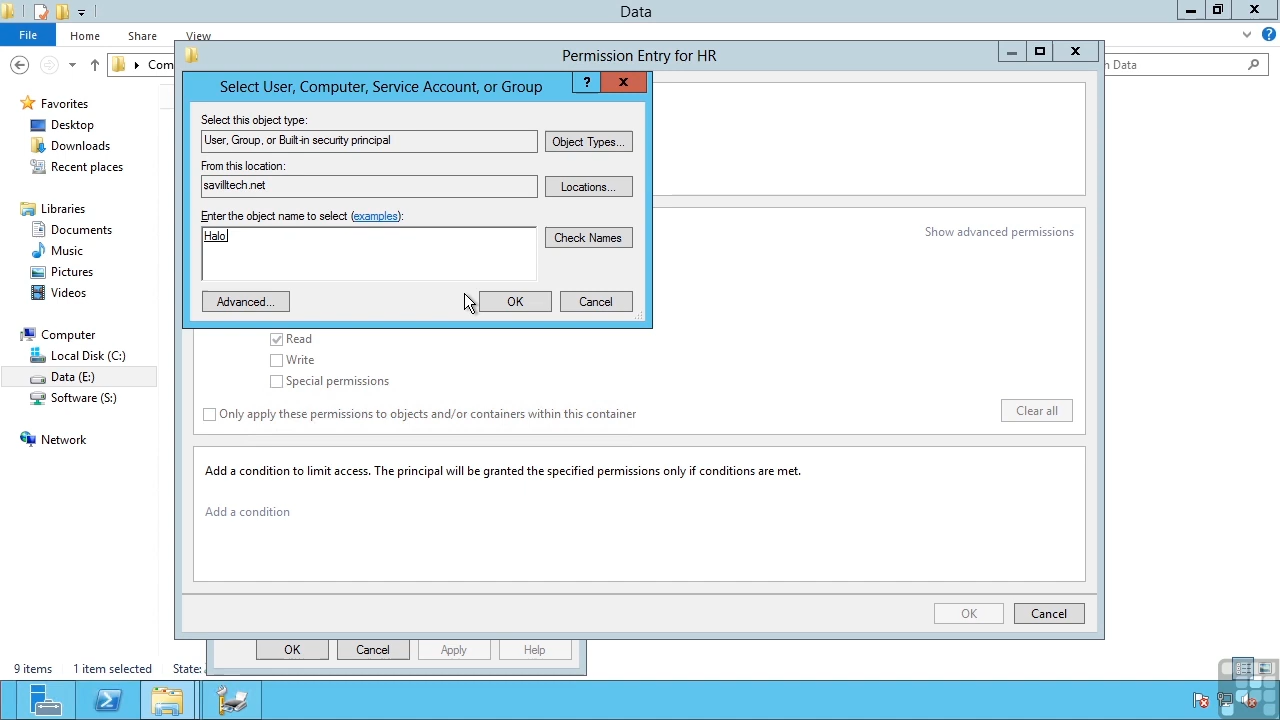 Data
File
Home
Share
View
Com
n Data
Permission Entry for HR
Select User, Computer, Service Account, or Group
?
Select this object type:
User, Group, or Built-in security principal
Object Types...
From this location:
savilltech.net
Locations...
Enter the object name to select (examples):
Halo
Check Names
Advanced...
OK
Cancel
Show advanced permissions
Read
Write
Special permissions
Only apply these permissions to objects and/or containers within this container
Clear all
Add a condition to limit access. The principal will be granted the specified permissions only if conditions are met.
Add a condition
OK
Cancel
OK
Cancel
Apply
Help
Favorites
Desktop
Downloads
Recent places
Libraries
Documents
Music
Pictures
Videos
Computer
Local Disk (C:)
Data (E:)
Software (S:)
Network
9 items
1 item selected
State: